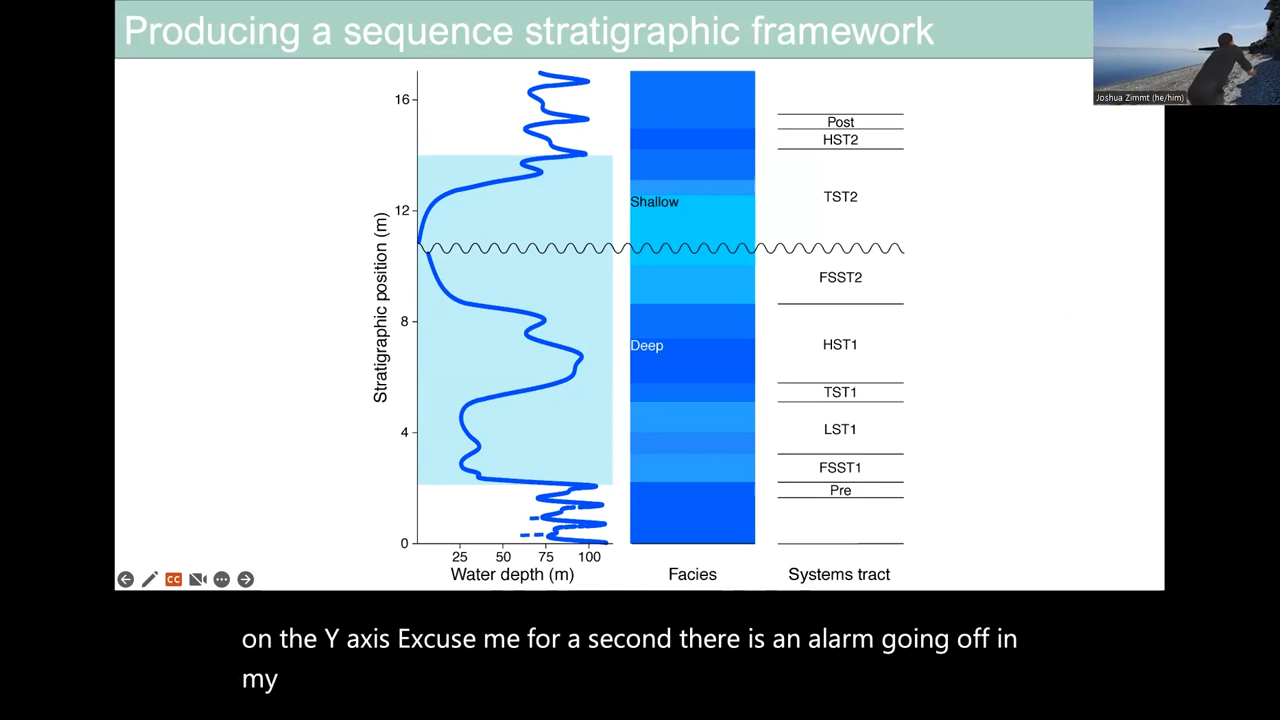 Producing a sequence stratigraphic framework
Joshua Zimmt (he/him)
16
12
8
4
0
Stratigraphic position (m)
25 50 75 100
Water depth (m)
Shallow
Deep
Facies
Post
HST2
TST2
FSST2
HST1
TST1
LST1
FSST1
Pre
Systems tract
CC
on the Y axis Excuse me for a second there is an alarm going off in
my